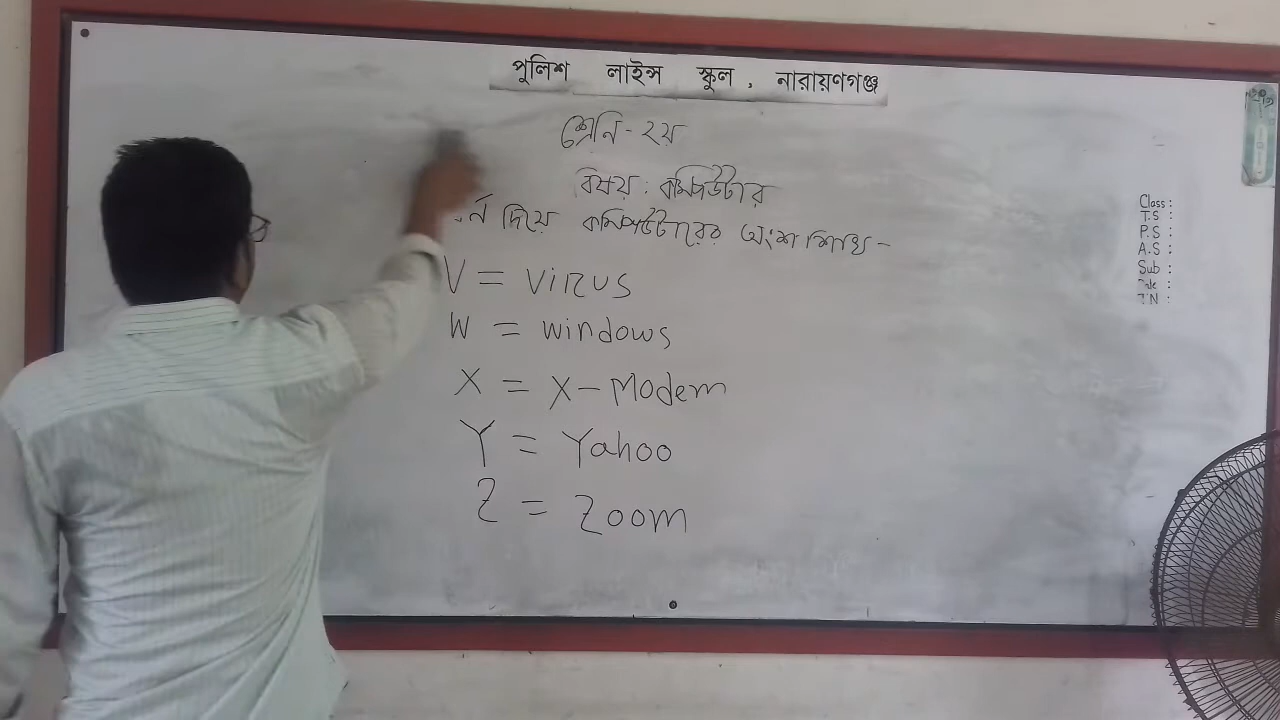 পুলিশ লাইন্স স্কুল , নারায়ণগঞ্জ
শ্রেনি - ২য়
বিষয় : কম্পিউটার
দিয়ে কম্পিউটারের অংশ শিখি -
V = Virus
W = Windows
X = X-Modem
Y = Yahoo
Z = Zoom
Class :
T.S :
P.S :
A.S :
Sub :